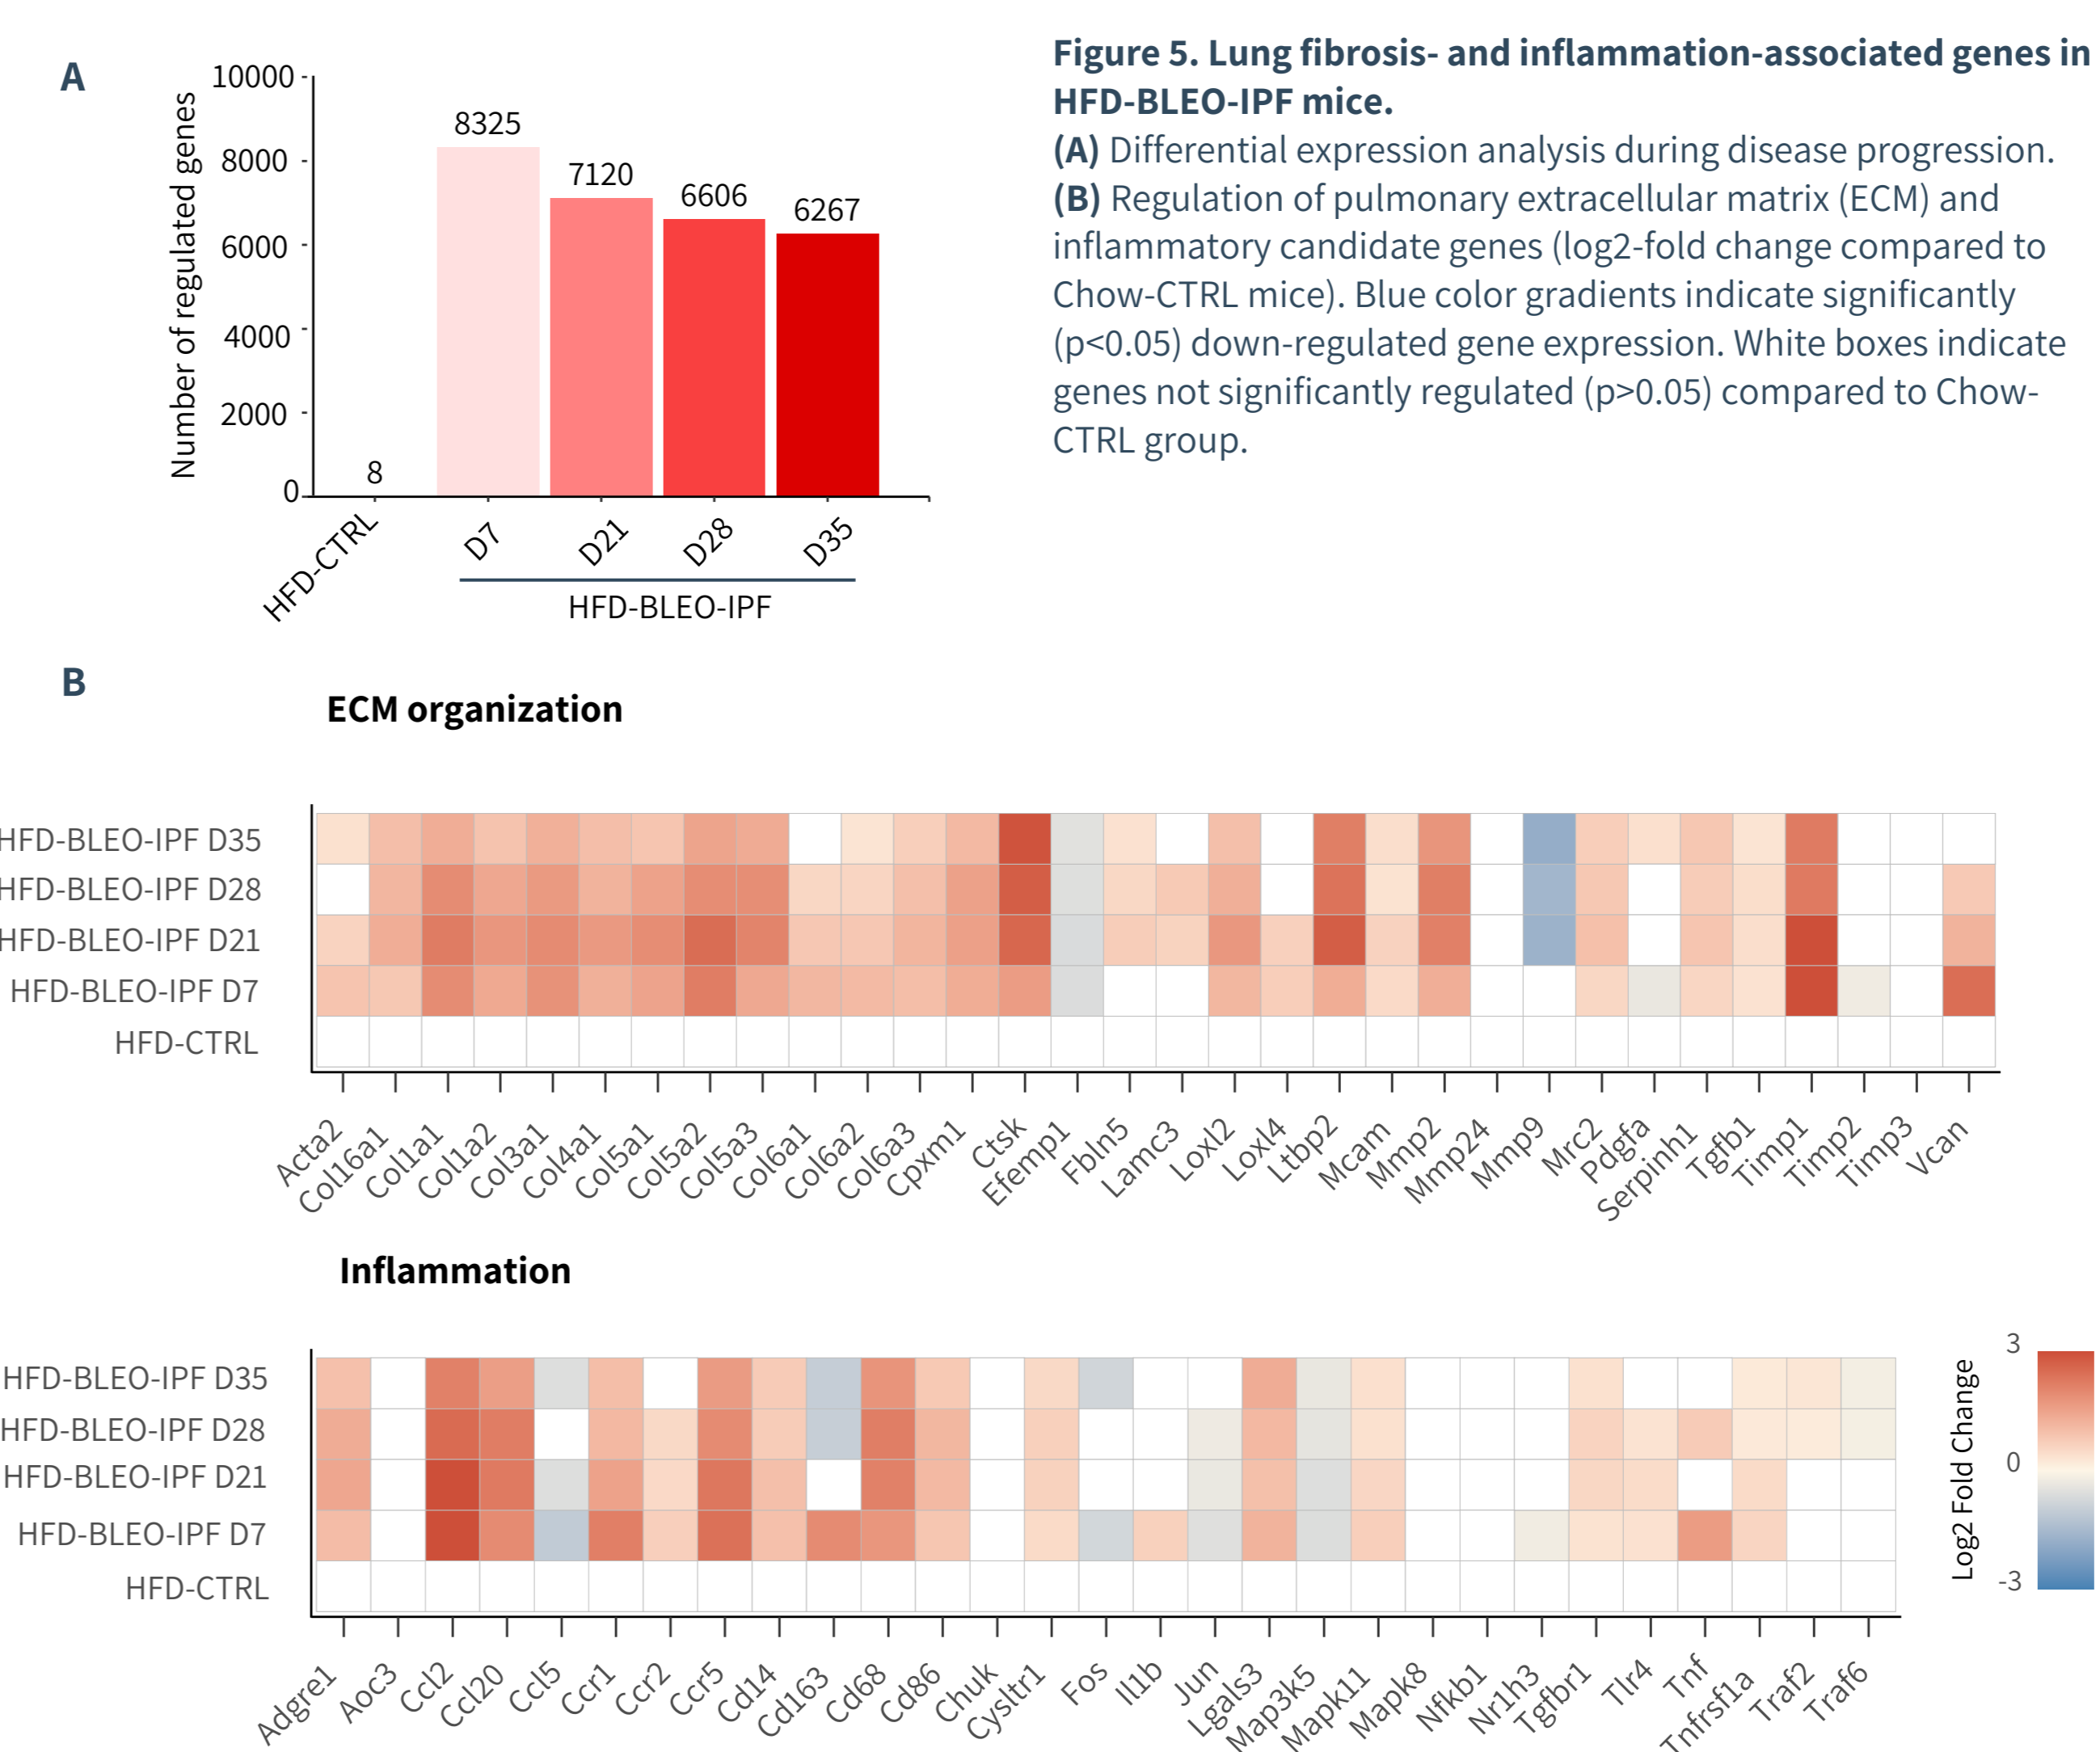 A
10000
8000
6000
4000
2000
0
Number of regulated genes
8
8325
7120
6606
6267
HFD-CTRL
D7
D21
D28
D35
HFD-BLEO-IPF
Figure 5. Lung fibrosis- and inflammation-associated genes in
HFD-BLEO-IPF mice.
(A) Differential expression analysis during disease progression.
(B) Regulation of pulmonary extracellular matrix (ECM) and
inflammatory candidate genes (log2-fold change compared to
Chow-CTRL mice). Blue color gradients indicate significantly
(p<0.05) down-regulated gene expression. White boxes indicate
genes not significantly regulated (p>0.05) compared to Chow-
CTRL group.
B
ECM organization
HFD-BLEO-IPF D35
HFD-BLEO-IPF D28
HFD-BLEO-IPF D21
HFD-BLEO-IPF D7
HFD-CTRL
Acta2
Col16a1
Col1a1
Col1a2
Col3a1
Col4a1
Col5a1
Col5a2
Col5a3
Col6a1
Col6a2
Col6a3
Cpxm1
Ctsk
Efemp1
Fbln5
Lamc3
Loxl2
Loxl4
Ltbp2
Mcam
Mmp2
Mmp24
Mmp9
Mrc2
Pdgfa
Serpinh1
Tgfb1
Timp1
Timp2
Timp3
Vcan
Inflammation
HFD-BLEO-IPF D35
HFD-BLEO-IPF D28
HFD-BLEO-IPF D21
HFD-BLEO-IPF D7
HFD-CTRL
Adgre1
Aoc3
Ccl2
Ccl20
Ccl5
Ccr1
Ccr2
Ccr5
Cd14
Cd163
Cd68
Cd86
Chuk
Cysltr1
Fos
Il1b
Jun
Lgals3
Map3k5
Mapk11
Mapk8
Nfkb1
Nr1h3
Tgfbr1
Tlr4
Tnf
Tnfrsf1a
Traf2
Traf6
Log2 Fold Change
3
0
-3